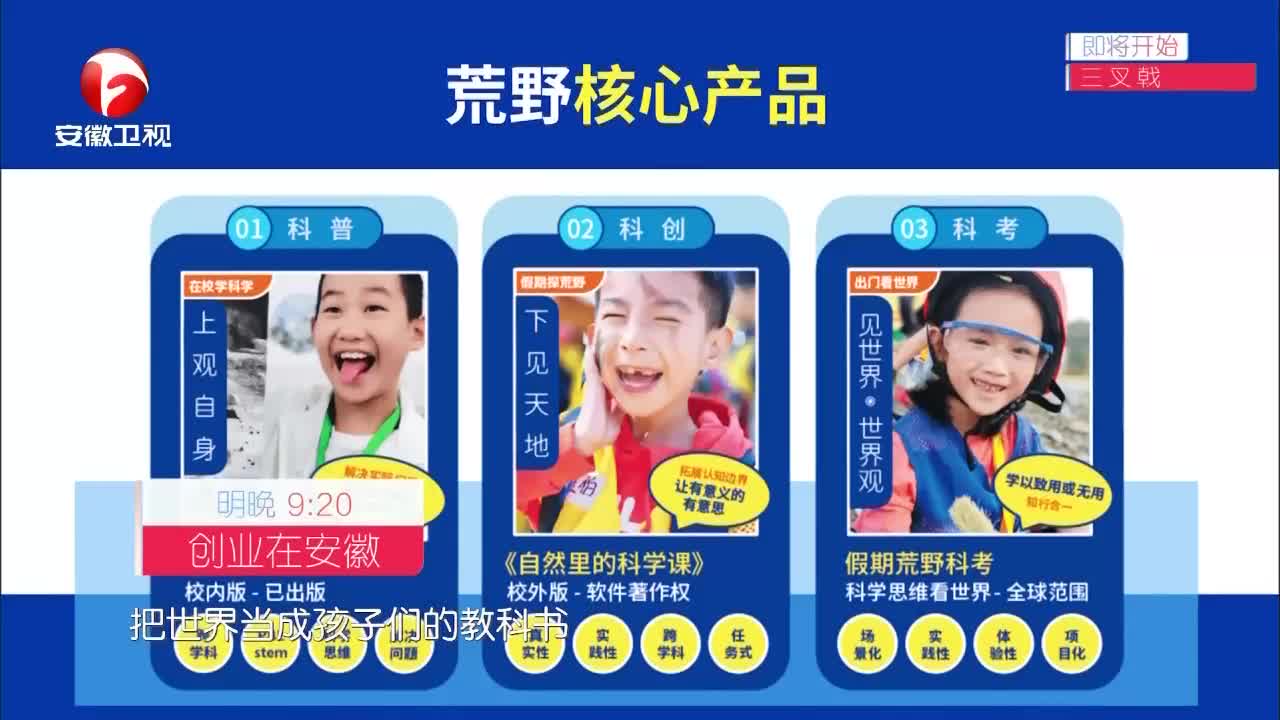 安徽卫视
即将开始
三叉戟
荒野核心产品
01 科普
在校学科学
上观自身
明晚 9:20
创业在安徽
校内版 - 已出版
学科
stem
思维
问题
02 科创
假期探荒野
下见天地
拓展认知边界
让有意义的
有意思
《自然里的科学课》
校外版 - 软件著作权
真实性
实践性
跨学科
任务式
03 科考
出门看世界
见世界·世界观
学以致用或无用
知行合一
假期荒野科考
科学思维看世界 - 全球范围
场景化
实践性
体验性
项目化
把世界当成孩子们的教科书